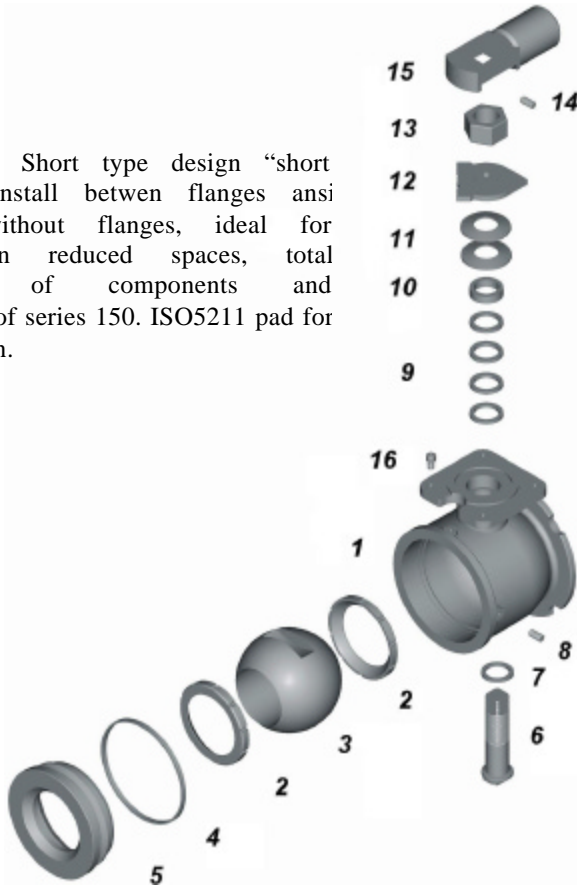 Short type design “short
nstall betwen flanges ansi
ithout flanges, ideal for
n reduced spaces, total
of components and
of series 150. ISO5211 pad for
n.
15
14
13
12
11
10
9
16
1
8
7
2
6
3
2
4
5